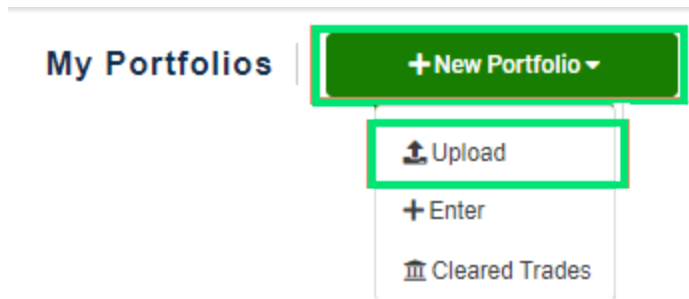 My Portfolios
+New Portfolio
Upload
+Enter
Cleared Trades